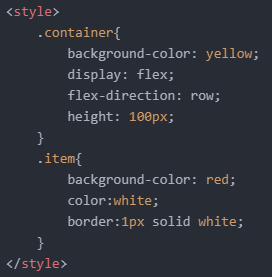 <style>
    .container{
        background-color: yellow;
        display: flex;
        flex-direction: row;
        height: 100px;
    }
    .item{
        background-color: red;
        color:white;
        border:1px solid white;
    }
</style>